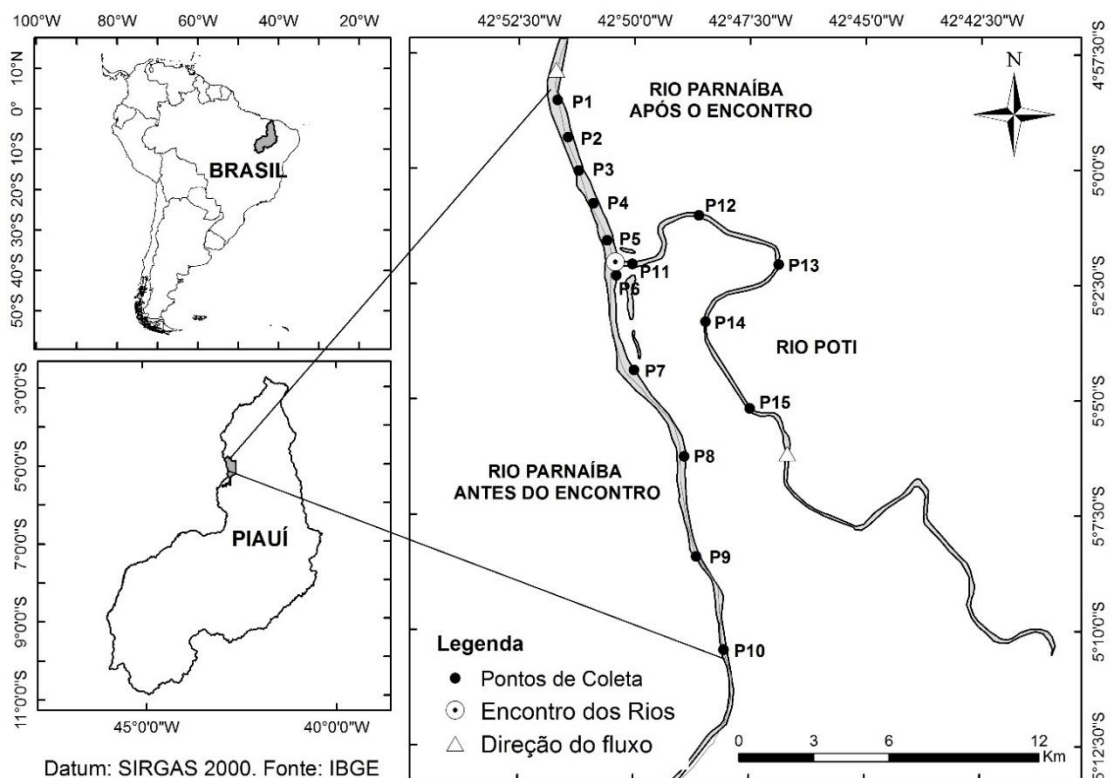 100°W 80°W 60°W 40°W 20°W
10°N
0°
10°S
20°S
30°S
40°S
50°S
BRASIL
3°0'0"S
5°0'0"S
7°0'0"S
9°0'0"S
11°0'0"S
PIAUÍ
45°0'0"W 40°0'0"W
Datum: SIRGAS 2000. Fonte: IBGE
42°52'30"W 42°50'0"W 42°47'30"W 42°45'0"W 42°42'30"W
4°57'30"S
5°0'0"S
5°2'30"S
5°5'0"S
5°7'30"S
5°10'0"S
5°12'30"S
N
RIO PARNAÍBA
APÓS O ENCONTRO
P1
P2
P3
P4
P5
P6
P11
P12
P13
P14
P15
RIO POTI
P7
P8
P9
P10
RIO PARNAÍBA
ANTES DO ENCONTRO
Legenda
Pontos de Coleta
Encontro dos Rios
Direção do fluxo
0 3 6 12
Km